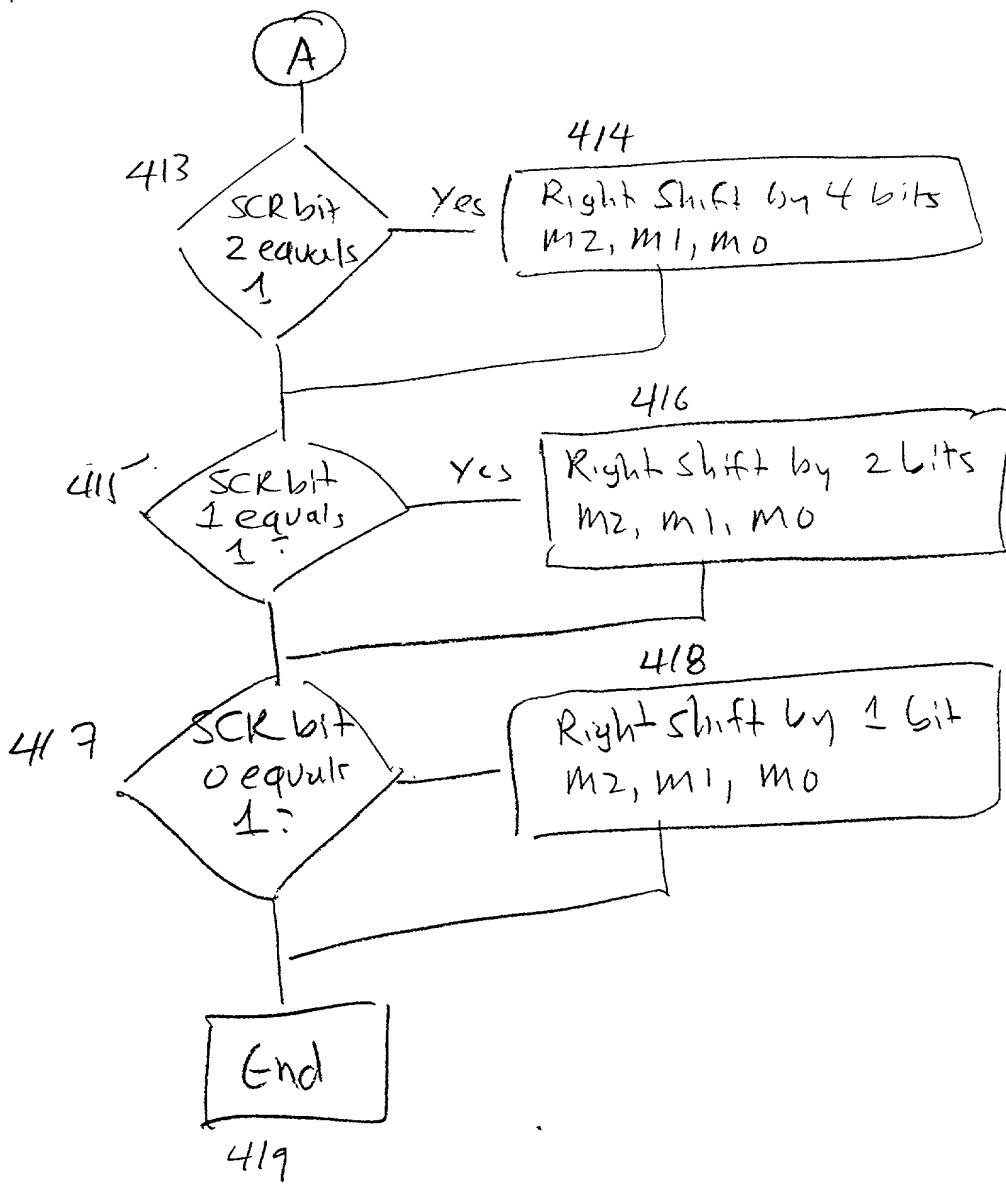 A
413
SCR bit
2 equals
1
Yes
414
Right Shift by 4 bits
m2, m1, m0
415
SCR bit
1 equals
1?
Yes
416
Right Shift by 2 bits
m2, m1, m0
417
SCR bit
0 equals
1?
418
Right Shift by 1 bit
m2, m1, m0
End
419